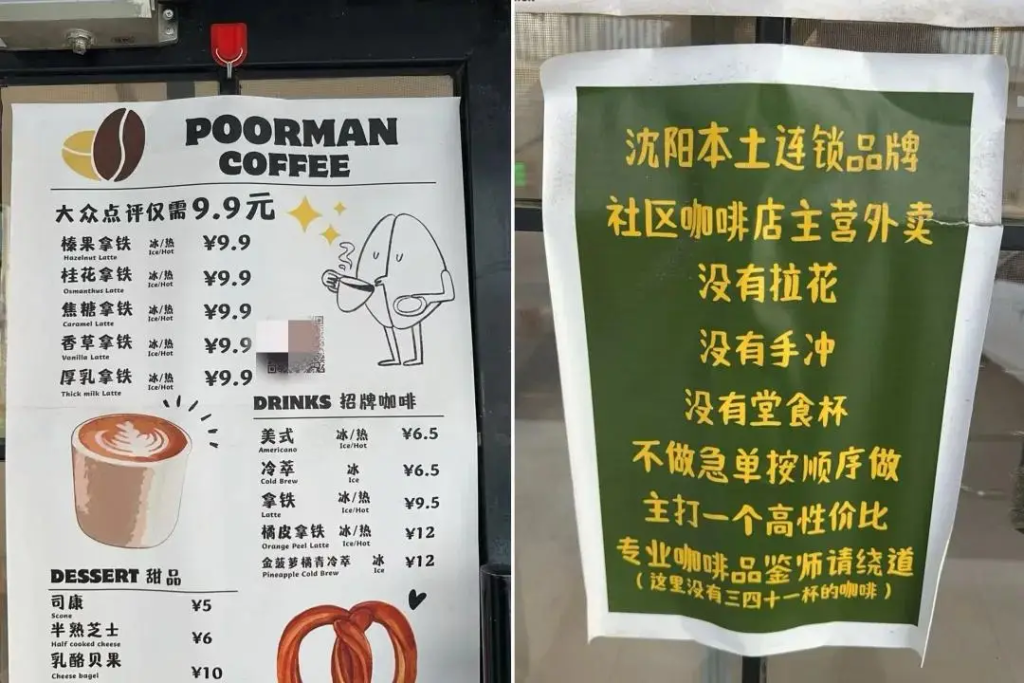 POORMAN
COFFEE
大众点评仅需9.9元
榛果拿铁 冰/热 ¥9.9
Hazelnut Latte Ice/Hot
桂花拿铁 冰/热 ¥9.9
Osmanthus Latte Ice/Hot
焦糖拿铁 冰/热 ¥9.9
Caramel Latte Ice/Hot
香草拿铁 冰/热 ¥9.9
Vanilla Latte Ice/Hot
厚乳拿铁 冰/热 ¥9.9
Thick milk Latte Ice/Hot
DRINKS 招牌咖啡
美式 冰/热 ¥6.5
Americano Ice/Hot
冷萃 冰 ¥6.5
Cold Brew Ice
拿铁 冰/热 ¥9.5
Latte Ice/Hot
橘皮拿铁 冰/热 ¥12
Orange Peel Latte Ice/Hot
金菠萝橘青冷萃 冰 ¥12
Pineapple Cold Brew Ice
DESSERT 甜品
司康 ¥5
Scone
半熟芝士 ¥6
Half cooked cheese
乳酪贝果 ¥10
Cheese bagel
沈阳本土连锁品牌
社区咖啡店主营外卖
没有拉花
没有手冲
没有堂食杯
不做急单按顺序做
主打一个高性价比
专业咖啡品鉴师请绕道
（这里没有三四十一杯的咖啡）